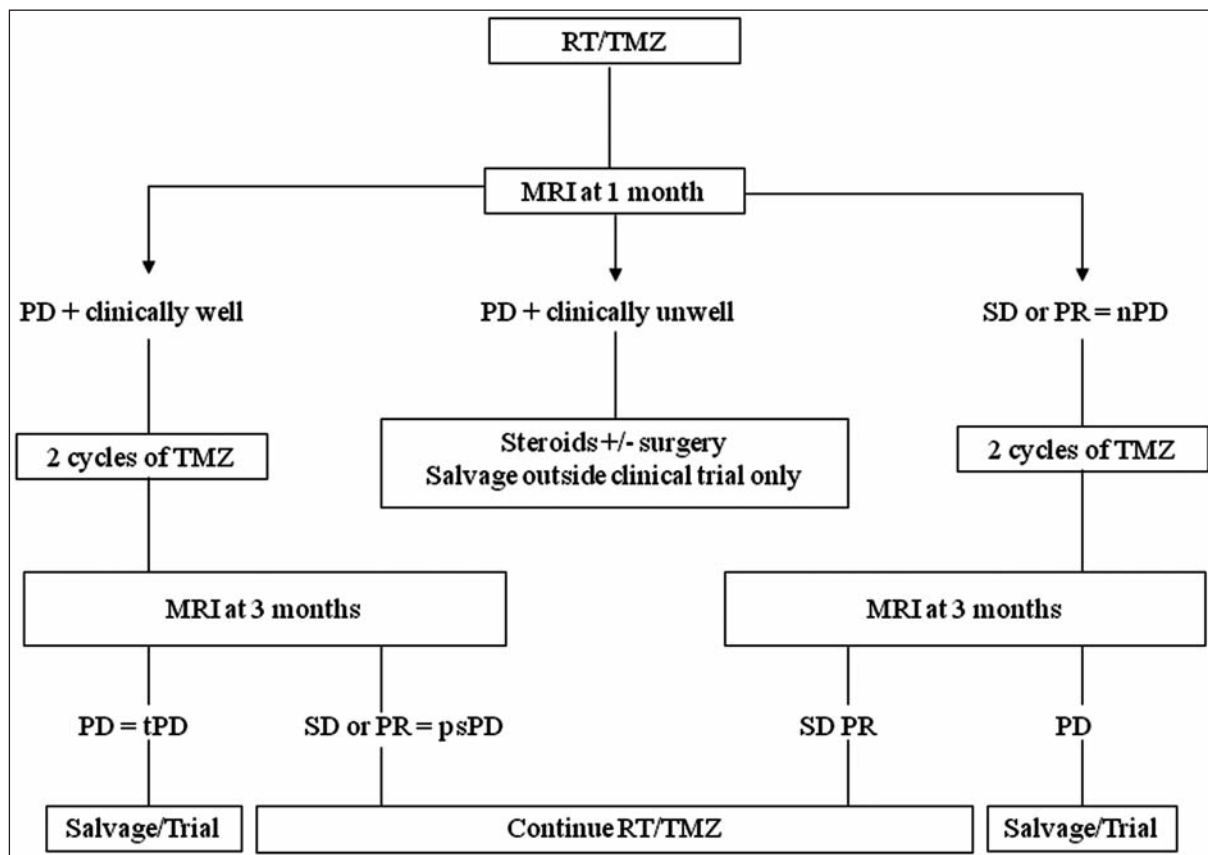 RT/TMZ
MRI at 1 month
PD + clinically well
PD + clinically unwell
SD or PR = nPD
2 cycles of TMZ
Steroids +/- surgery
Salvage outside clinical trial only
2 cycles of TMZ
MRI at 3 months
MRI at 3 months
PD = tPD
SD or PR = psPD
SD PR
PD
Salvage/Trial
Continue RT/TMZ
Salvage/Trial